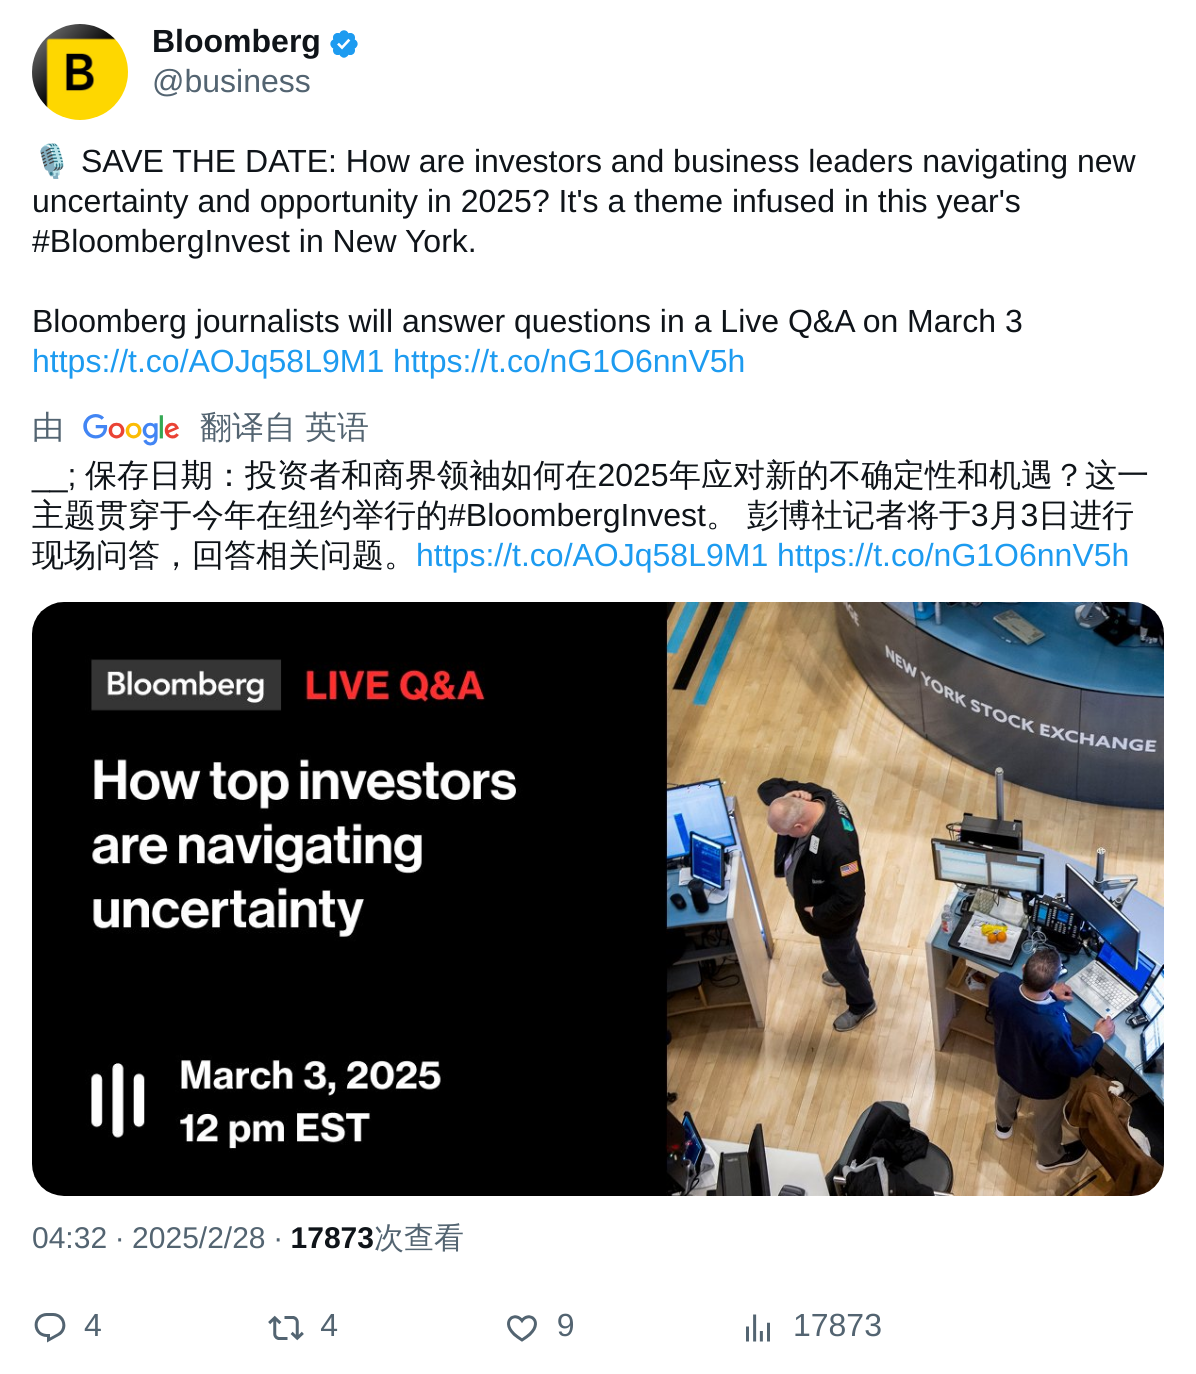 Bloomberg
@business
🎙️ SAVE THE DATE: How are investors and business leaders navigating new
uncertainty and opportunity in 2025? It's a theme infused in this year's
#BloombergInvest in New York.
Bloomberg journalists will answer questions in a Live Q&A on March 3
https://t.co/AOJq58L9M1 https://t.co/nG1O6nnV5h
由 Google 翻译自 英语
__; 保存日期：投资者和商界领袖如何在2025年应对新的不确定性和机遇？这一
主题贯穿于今年在纽约举行的#BloombergInvest。 彭博社记者将于3月3日进行
现场问答，回答相关问题。https://t.co/AOJq58L9M1 https://t.co/nG1O6nnV5h
Bloomberg LIVE Q&A
How top investors
are navigating
uncertainty
March 3, 2025
12 pm EST
NEW YORK STOCK EXCHANGE
04:32 · 2025/2/28 · 17873次查看
4 4 9 17873